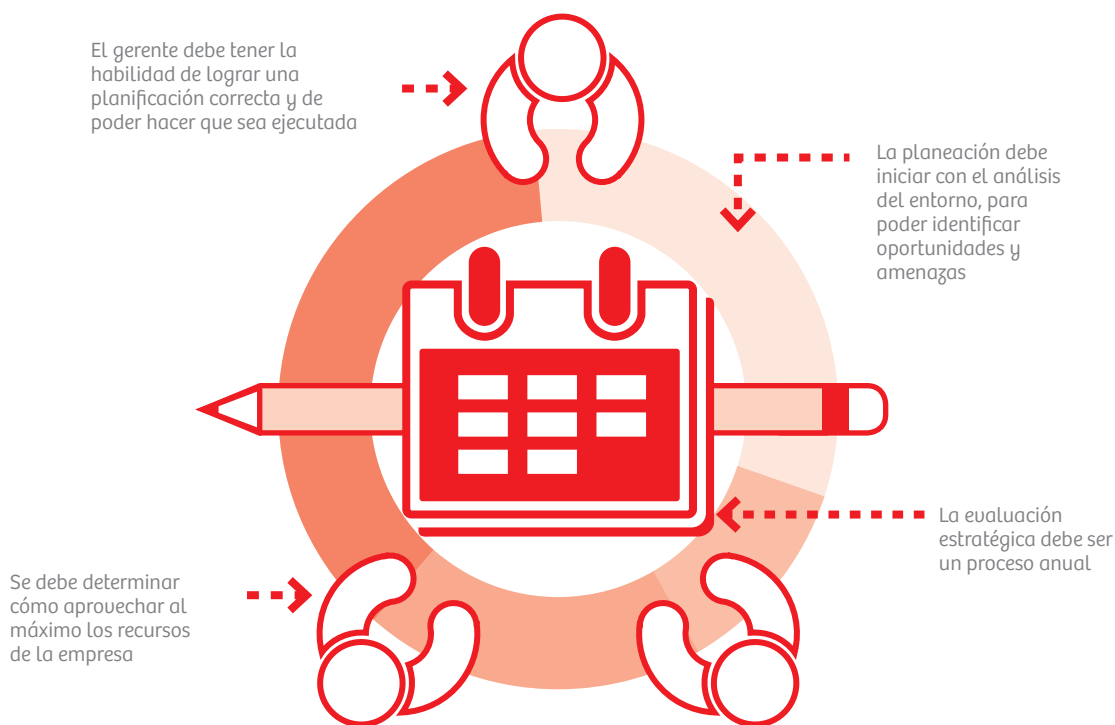 El gerente debe tener la
habilidad de lograr una
planificación correcta y de
poder hacer que sea ejecutada
La planeación debe
iniciar con el análisis
del entorno, para
poder identificar
oportunidades y
amenazas
La evaluación
estratégica debe ser
un proceso anual
Se debe determinar
cómo aprovechar al
máximo los recursos
de la empresa